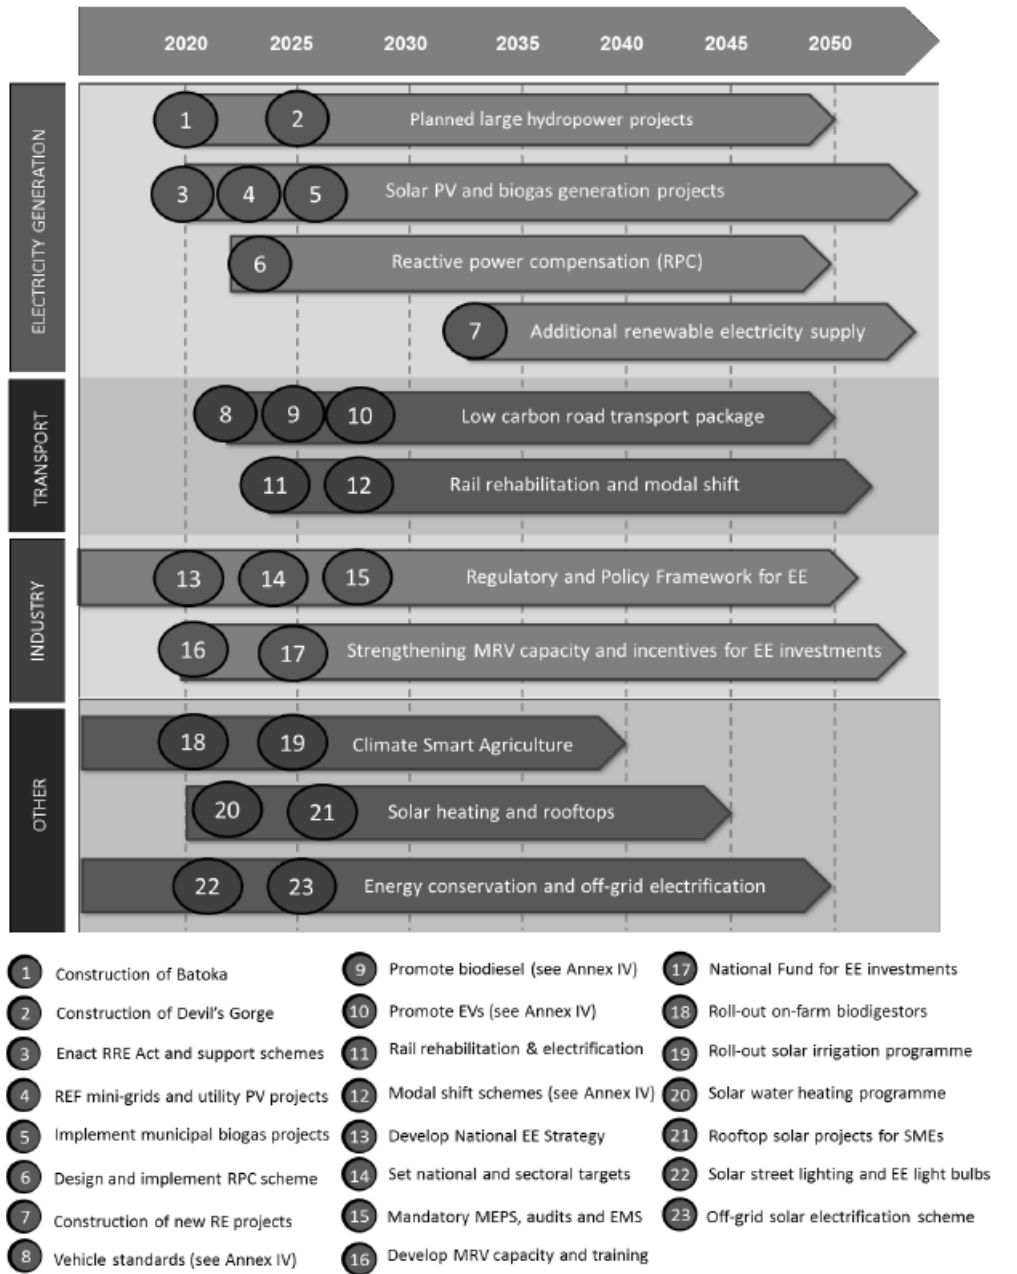 2020 2025 2030 2035 2040 2045 2050
ELECTRICITY GENERATION
1 2 Planned large hydropower projects
3 4 5 Solar PV and biogas generation projects
6 Reactive power compensation (RPC)
7 Additional renewable electricity supply
TRANSPORT
8 9 10 Low carbon road transport package
11 12 Rail rehabilitation and modal shift
INDUSTRY
13 14 15 Regulatory and Policy Framework for EE
16 17 Strengthening MRV capacity and incentives for EE investments
OTHER
18 19 Climate Smart Agriculture
20 21 Solar heating and rooftops
22 23 Energy conservation and off-grid electrification
1 Construction of Batoka
2 Construction of Devil's Gorge
3 Enact RRE Act and support schemes
4 REF mini-grids and utility PV projects
5 Implement municipal biogas projects
6 Design and implement RPC scheme
7 Construction of new RE projects
8 Vehicle standards (see Annex IV)
9 Promote biodiesel (see Annex IV)
10 Promote EVs (see Annex IV)
11 Rail rehabilitation & electrification
12 Modal shift schemes (see Annex IV)
13 Develop National EE Strategy
14 Set national and sectoral targets
15 Mandatory MEPS, audits and EMS
16 Develop MRV capacity and training
17 National Fund for EE investments
18 Roll-out on-farm biodigestors
19 Roll-out solar irrigation programme
20 Solar water heating programme
21 Rooftop solar projects for SMEs
22 Solar street lighting and EE light bulbs
23 Off-grid solar electrification scheme